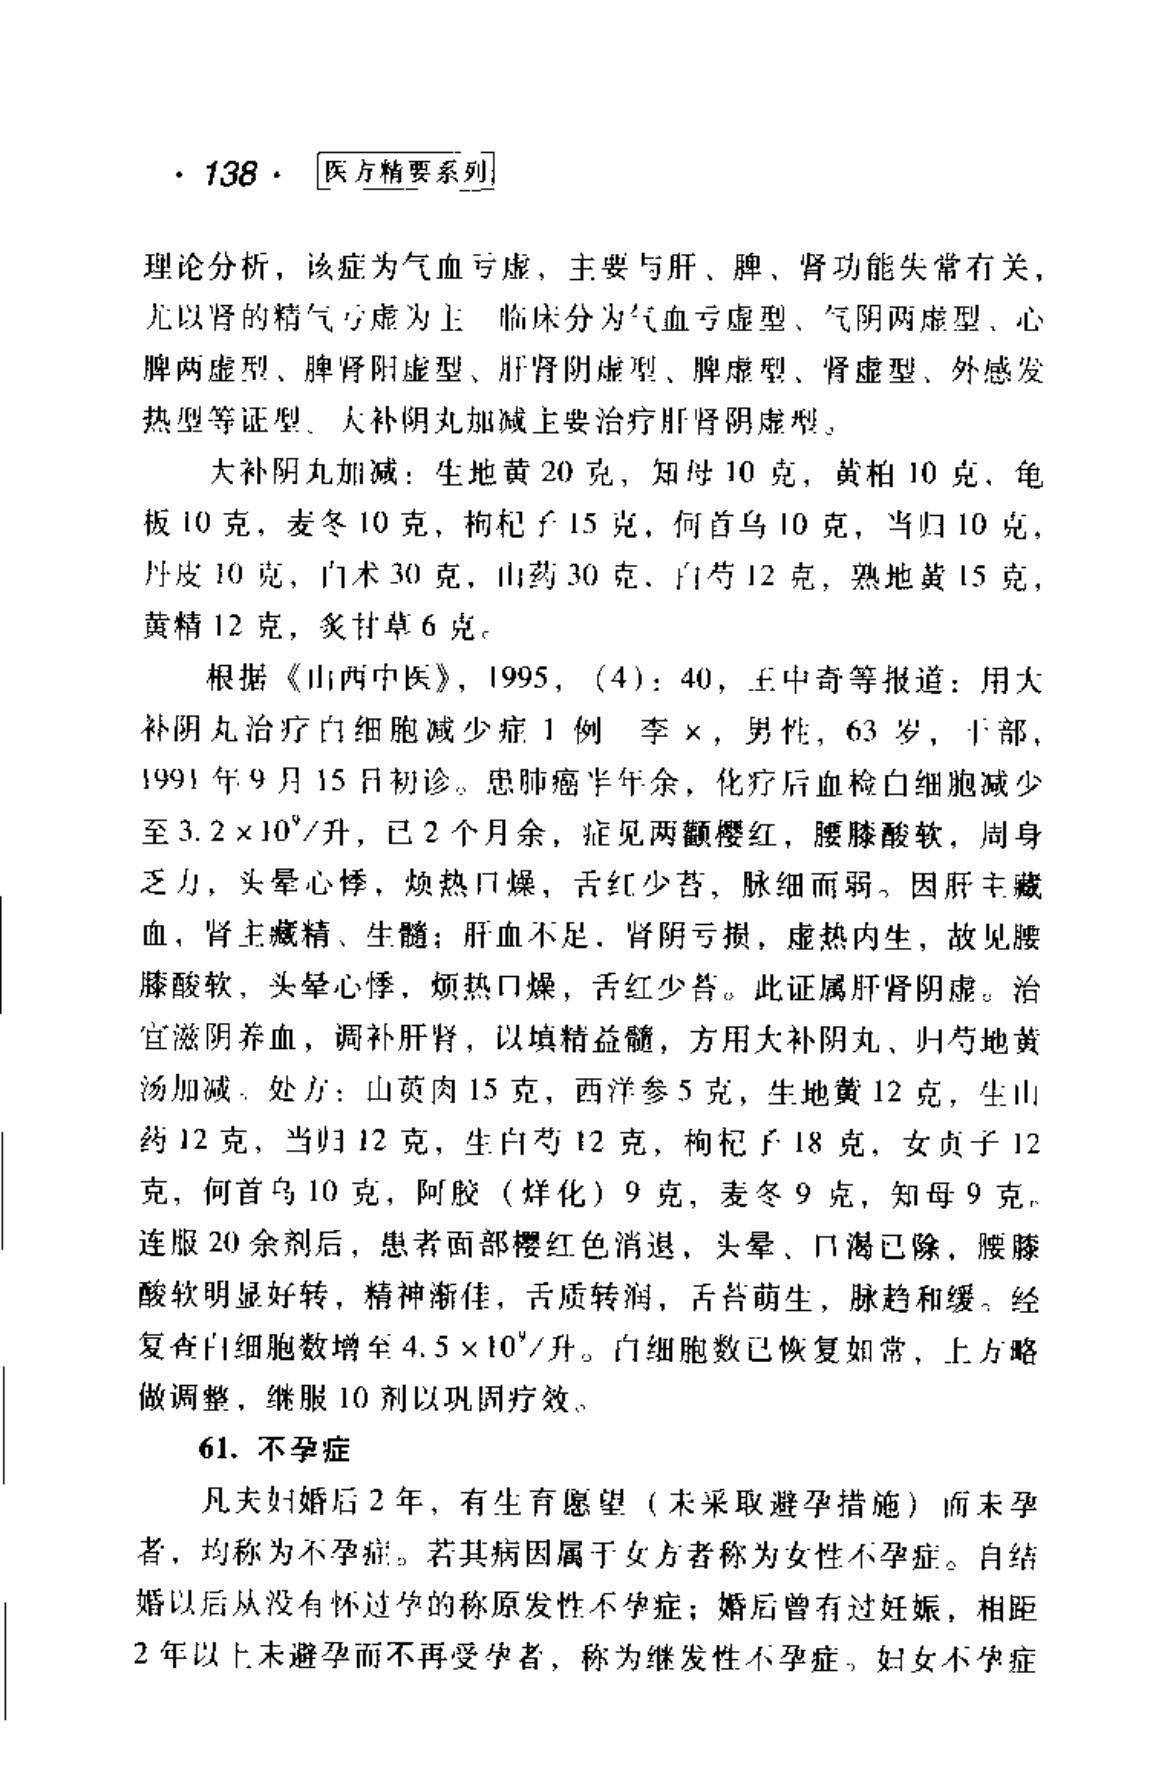 · 138 · 医方精要系列
理论分析，该症为气血亏虚，主要与肝、脾、肾功能失常有关，
尤以肾的精气亏虚为主 临床分为气血亏虚型、气阴两虚型、心
脾两虚型、脾肾阳虚型、肝肾阴虚型、脾虚型、肾虚型、外感发
热型等证型。大补阴丸加减主要治疗肝肾阴虚型。
大补阴丸加减：生地黄 20 克，知母 10 克，黄柏 10 克，龟
板 10 克，麦冬 10 克，枸杞子 15 克，何首乌 10 克，当归 10 克，
丹皮 10 克，白术 30 克，山药 30 克，白芍 12 克，熟地黄 15 克，
黄精 12 克，炙甘草 6 克。
根据《山西中医》，1995，（4）：40，王中奇等报道：用大
补阴丸治疗白细胞减少症 1 例 李 ×，男性，63 岁，干部，
1991 年 9 月 15 日初诊。患肺癌半年余，化疗后血检白细胞减少
至 3.2×10⁹/升，已 2 个月余，症见两颧樱红，腰膝酸软，周身
乏力，头晕心悸，烦热口燥，舌红少苔，脉细而弱。因肝主藏
血，肾主藏精、生髓；肝血不足，肾阴亏损，虚热内生，故见腰
膝酸软，头晕心悸，烦热口燥，舌红少苔。此证属肝肾阴虚。治
宜滋阴养血，调补肝肾，以填精益髓，方用大补阴丸、归芍地黄
汤加减。处方：山萸肉 15 克，西洋参 5 克，生地黄 12 克，生山
药 12 克，当归 12 克，生白芍 12 克，枸杞子 18 克，女贞子 12
克，何首乌 10 克，阿胶（烊化）9 克，麦冬 9 克，知母 9 克。
连服 20 余剂后，患者面部樱红色消退，头晕、口渴已除，腰膝
酸软明显好转，精神渐佳，舌质转润，舌苔萌生，脉趋和缓。经
复查白细胞数增至 4.5×10⁹/升。白细胞数已恢复如常，上方略
做调整，继服 10 剂以巩固疗效。
61. 不孕症
凡夫妇婚后 2 年，有生育愿望（未采取避孕措施）而未孕
者，均称为不孕症。若其病因属于女方者称为女性不孕症。自结
婚以后从没有怀过孕的称原发性不孕症；婚后曾有过妊娠，相距
2 年以上未避孕而不再受孕者，称为继发性不孕症。妇女不孕症